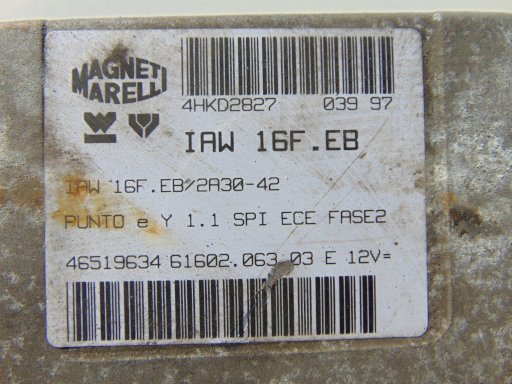 MAGNETI
MARELLI
4HKD2827 039 97
IAW 16F.EB
IAW 16F.EB/2A30-42
PUNTO e Y 1.1 SPI ECE FASE2
46519634 61602.063 03 E 12V=